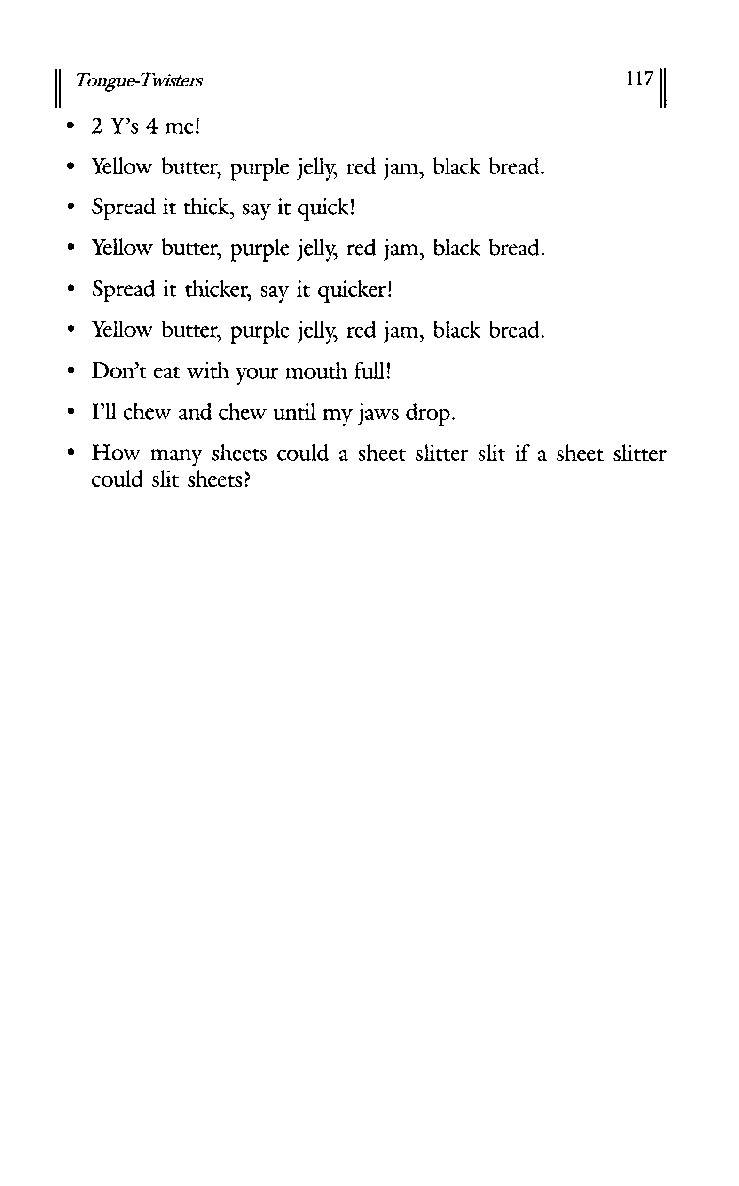 Tongue-Twisters 117
• 2 Y's 4 me!
• Yellow butter, purple jelly, red jam, black bread.
• Spread it thick, say it quick!
• Yellow butter, purple jelly, red jam, black bread.
• Spread it thicker, say it quicker!
• Yellow butter, purple jelly, red jam, black bread.
• Don't eat with your mouth full!
• I'll chew and chew until my jaws drop.
• How many sheets could a sheet slitter slit if a sheet slitter
could slit sheets?